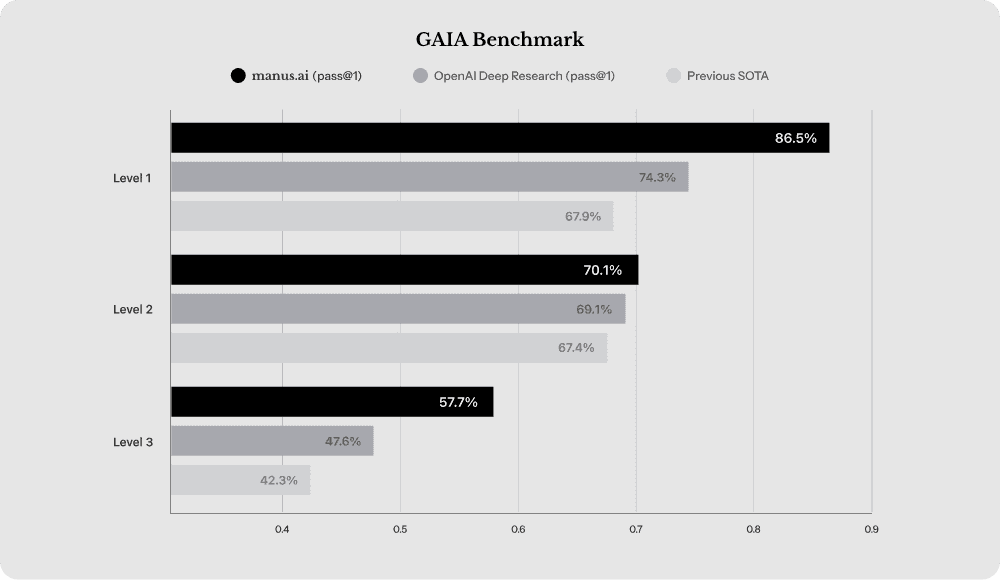 GAIA Benchmark
manus.ai (pass@1) OpenAI Deep Research (pass@1) Previous SOTA
86.5%
Level 1 74.3%
67.9%
70.1%
Level 2 69.1%
67.4%
57.7%
Level 3 47.6%
42.3%
0.4 0.5 0.6 0.7 0.8 0.9